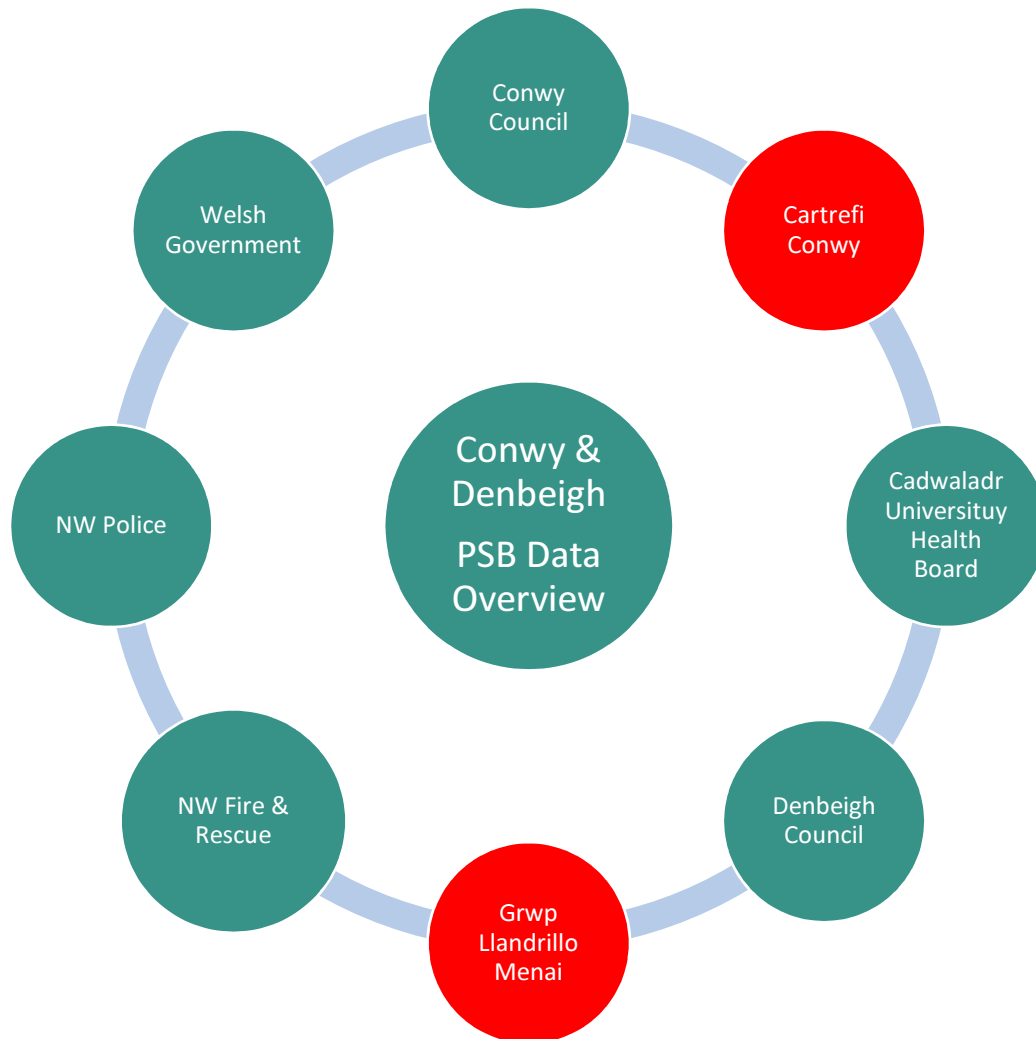 Conwy
Council
Cartrefi
Conwy
Cadwaladr
Universituy
Health
Board
Denbeigh
Council
Grwp
Llandrillo
Menai
NW Fire &
Rescue
NW Police
Welsh
Government
Conwy &
Denbeigh
PSB Data
Overview